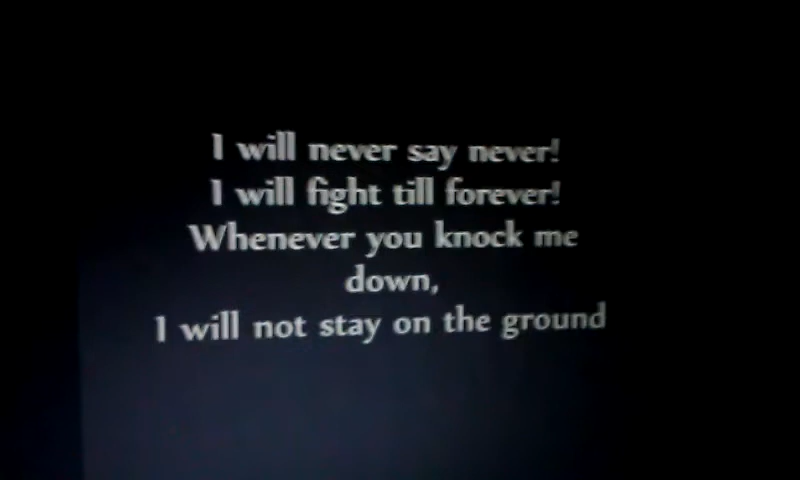 I will never say never!
I will fight till forever!
Whenever you knock me
down,
I will not stay on the ground